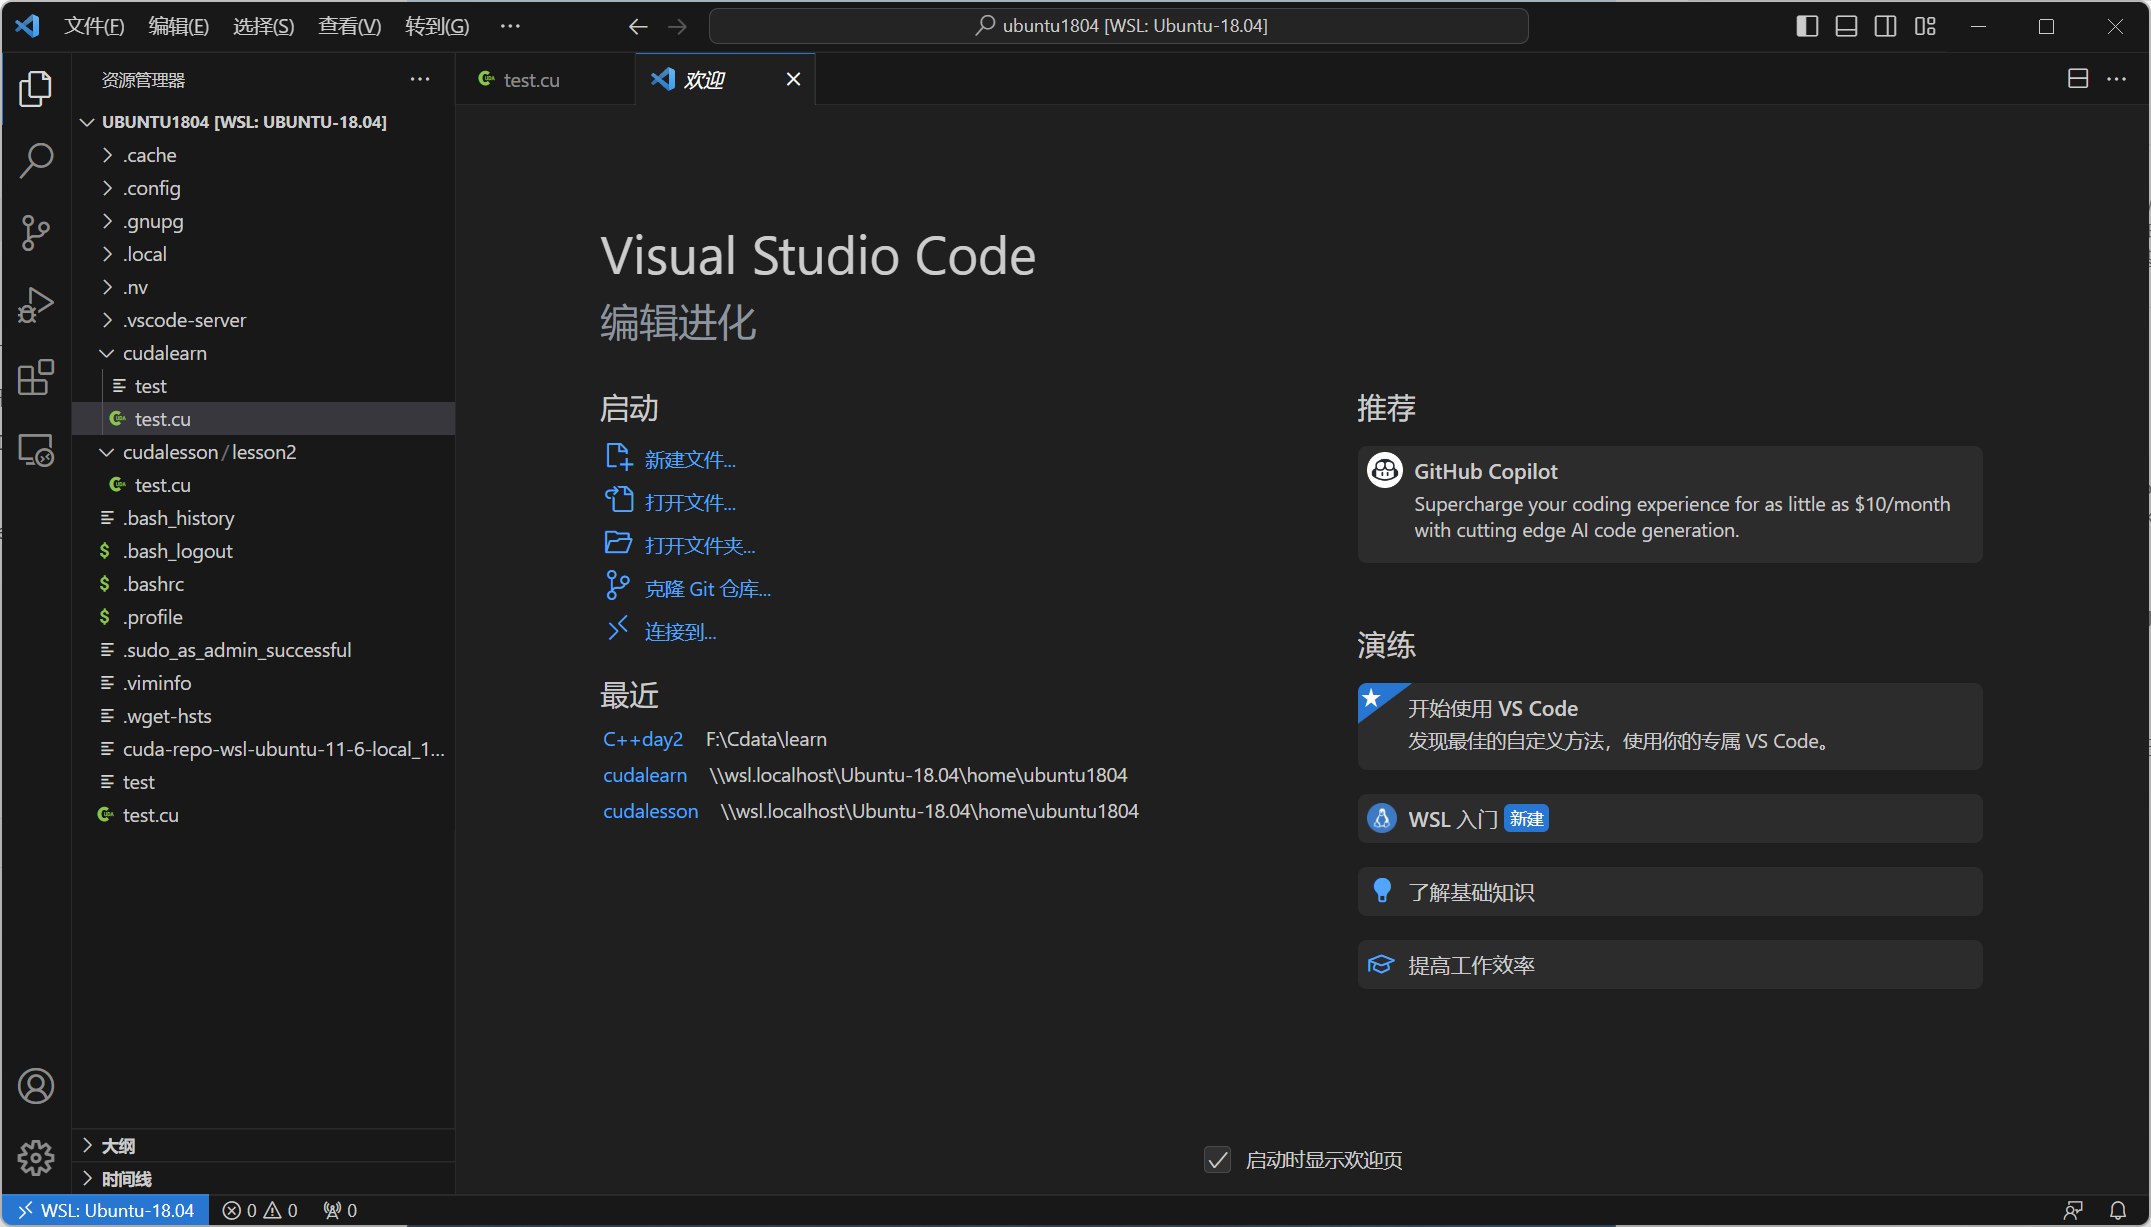 文件(F) 编辑(E) 选择(S) 查看(V) 转到(G) ···
ubuntu1804 [WSL: Ubuntu-18.04]
资源管理器
test.cu
欢迎
UBUNTU1804 [WSL: UBUNTU-18.04]
.cache
.config
.gnupg
.local
.nv
.vscode-server
cudalearn
test
test.cu
cudalesson/lesson2
test.cu
.bash_history
.bash_logout
.bashrc
.profile
.sudo_as_admin_successful
.viminfo
.wget-hsts
cuda-repo-wsl-ubuntu-11-6-local_1...
test
test.cu
大纲
时间线
Visual Studio Code
编辑进化
启动
新建文件...
打开文件...
打开文件夹...
克隆 Git 仓库...
连接到...
最近
C++day2 F:\Cdata\learn
cudalearn \\wsl.localhost\Ubuntu-18.04\home\ubuntu1804
cudalesson \\wsl.localhost\Ubuntu-18.04\home\ubuntu1804
推荐
GitHub Copilot
Supercharge your coding experience for as little as $10/month
with cutting edge AI code generation.
演练
开始使用 VS Code
发现最佳的自定义方法，使用你的专属 VS Code。
WSL 入门 新建
了解基础知识
提高工作效率
启动时显示欢迎页
WSL: Ubuntu-18.04 0 0 0